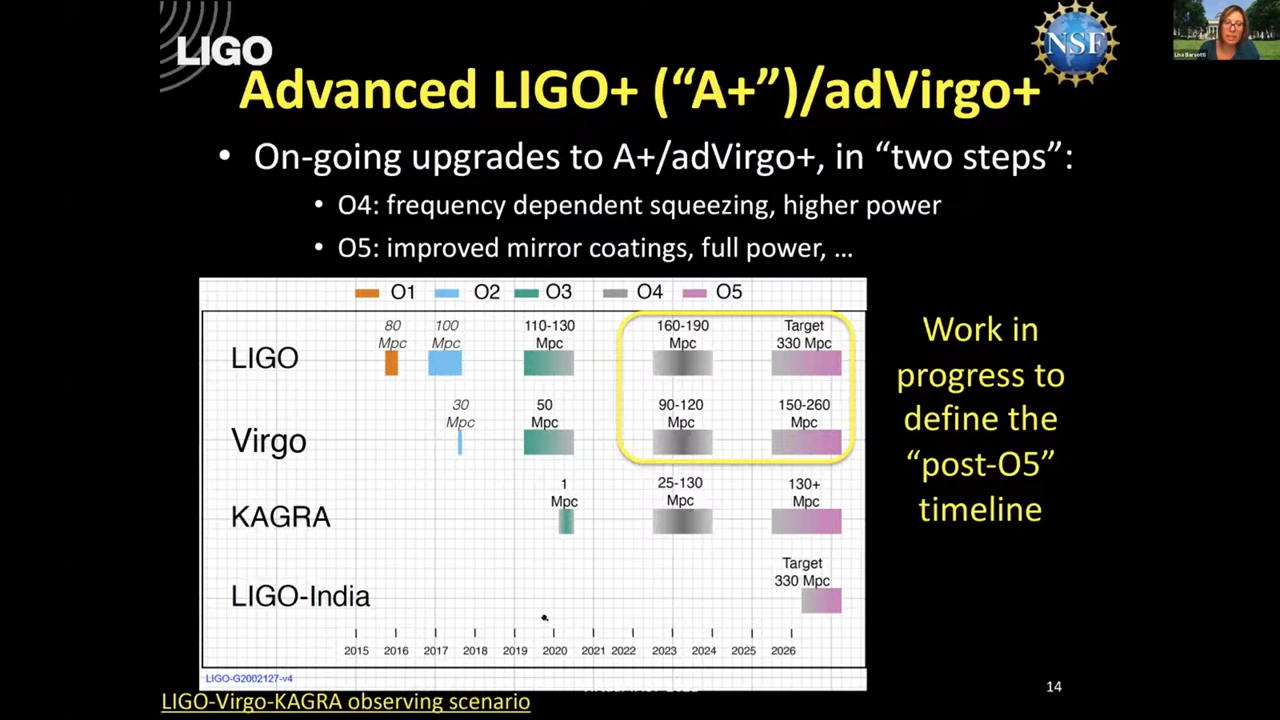 LIGO
NSF
Lisa Barsotti
Advanced LIGO+ (“A+”)/adVirgo+
• On-going upgrades to A+/adVirgo+, in “two steps”:
• O4: frequency dependent squeezing, higher power
• O5: improved mirror coatings, full power, …
O1 O2 O3 O4 O5
80 100 110-130 160-190 Target
Mpc Mpc Mpc Mpc 330 Mpc
LIGO
30 50 90-120 150-260
Mpc Mpc Mpc Mpc
Virgo
1 25-130 130+
Mpc Mpc Mpc
KAGRA
Target
330 Mpc
LIGO-India
2015 2016 2017 2018 2019 2020 2021 2022 2023 2024 2025 2026
LIGO-G2002127-v4
Work in
progress to
define the
“post-O5”
timeline
LIGO-Virgo-KAGRA observing scenario
14